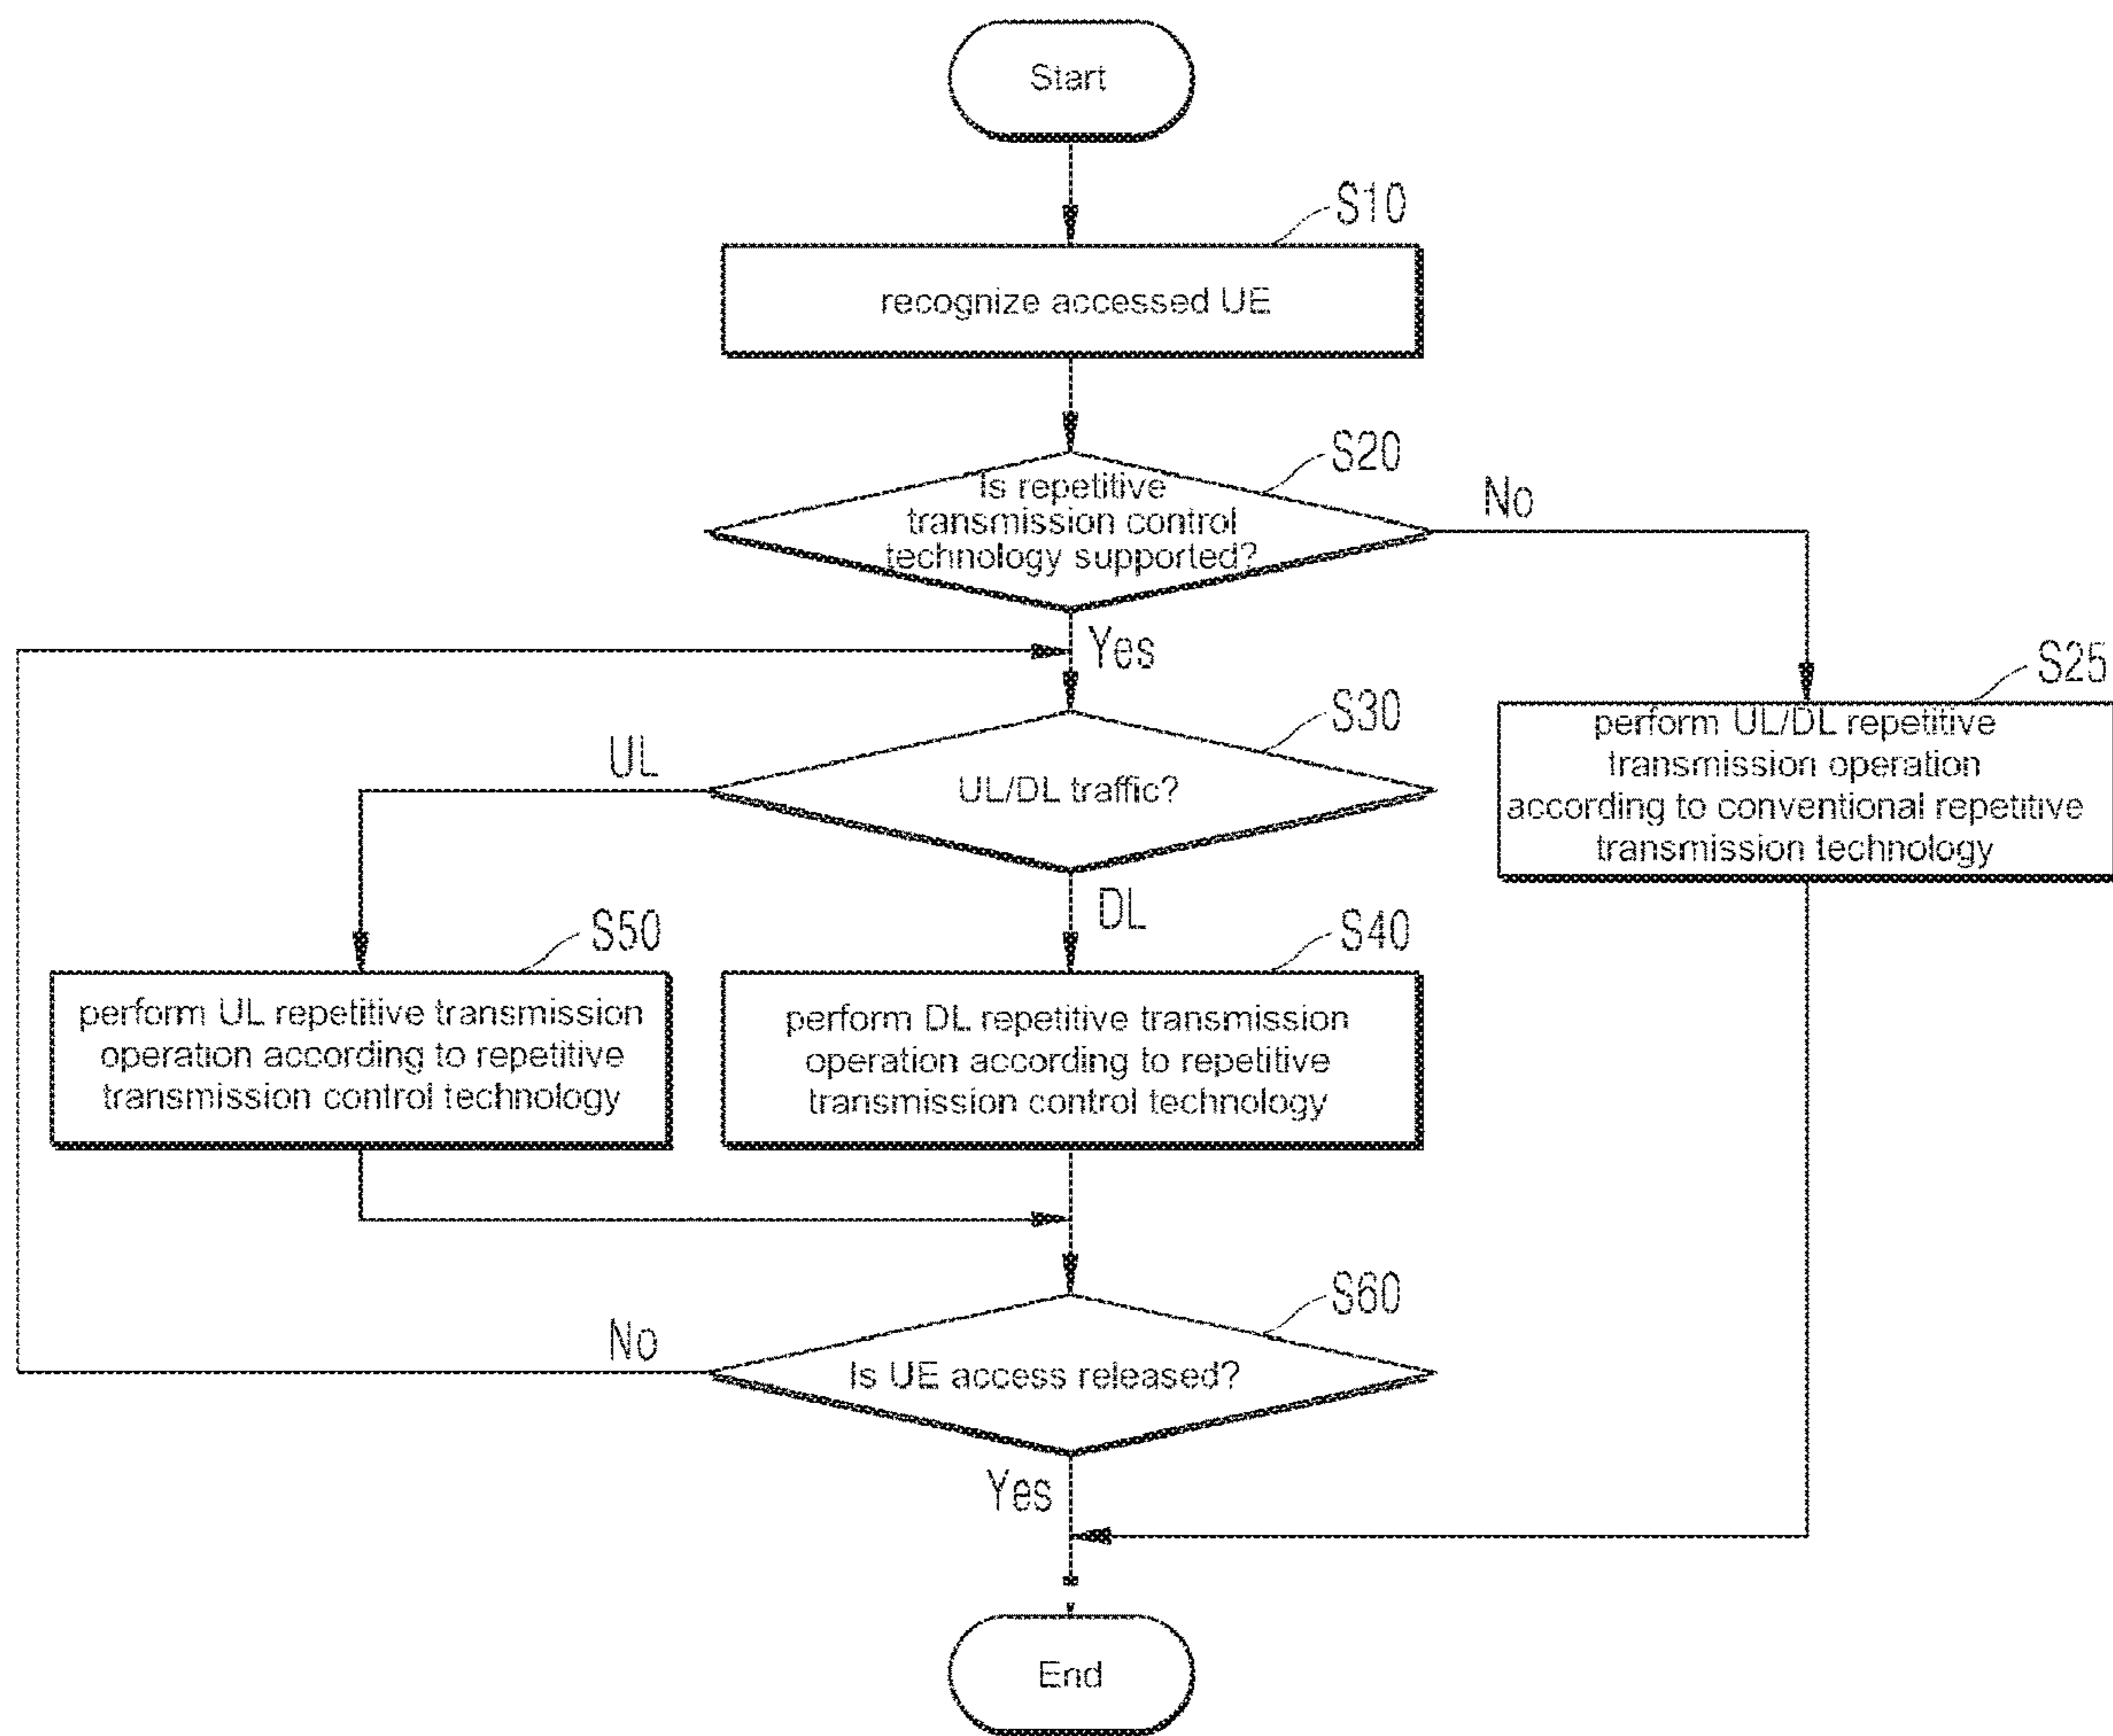 Start
S10
recognize accessed UE
S20
Is repetitive
transmission control
technology supported?
No
Yes
S25
perform UL/DL repetitive
transmission operation
according to conventional repetitive
transmission technology
S30
UL/DL traffic?
UL
DL
S50
perform UL repetitive transmission
operation according to repetitive
transmission control technology
S40
perform DL repetitive transmission
operation according to repetitive
transmission control technology
S60
Is UE access released?
No
Yes
End